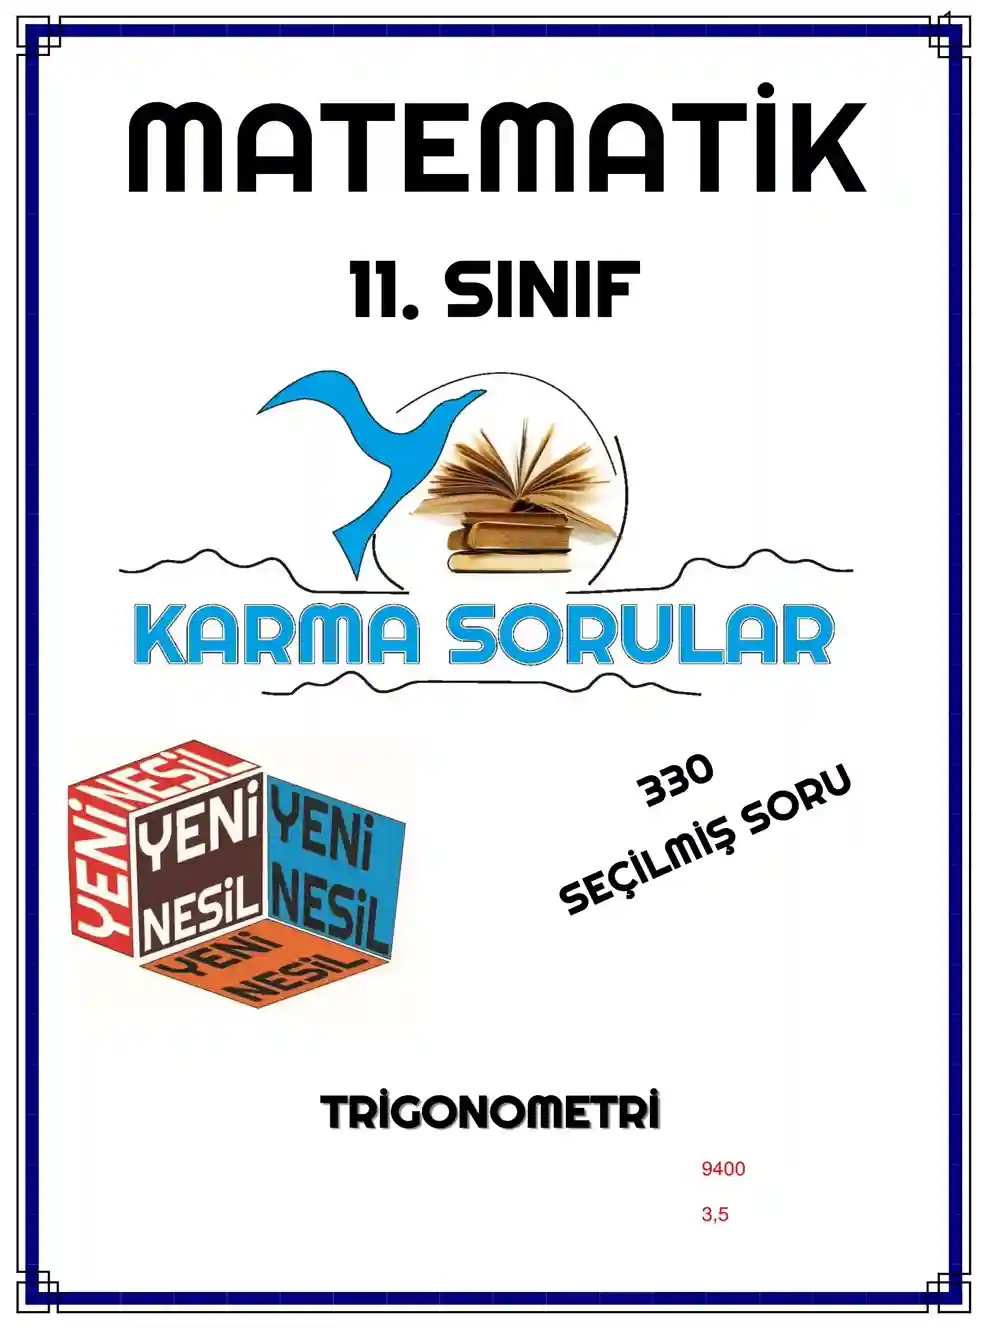 1
MATEMATİK
11. SINIF
KARMA SORULAR
330
SEÇİLMİŞ SORU
YENİ NESİL
YENİ
NESİL
YENİ
NESİL
YENİ
NESİL
TRİGONOMETRİ
9400
3,5